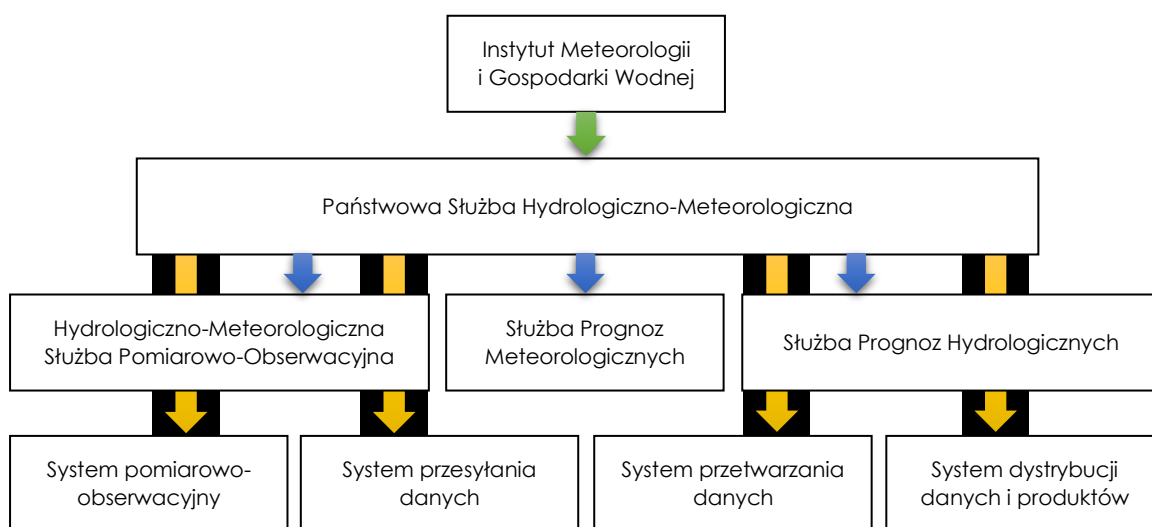 Instytut Meteorologii
i Gospodarki Wodnej
Państwowa Służba Hydrologiczno-Meteorologiczna
Hydrologiczno-Meteorologiczna
Służba Pomiarowo-Obserwacyjna
Służba Prognoz
Meteorologicznych
Służba Prognoz Hydrologicznych
System pomiarowo-
obserwacyjny
System przesyłania
danych
System przetwarzania
danych
System dystrybucji
danych i produktów